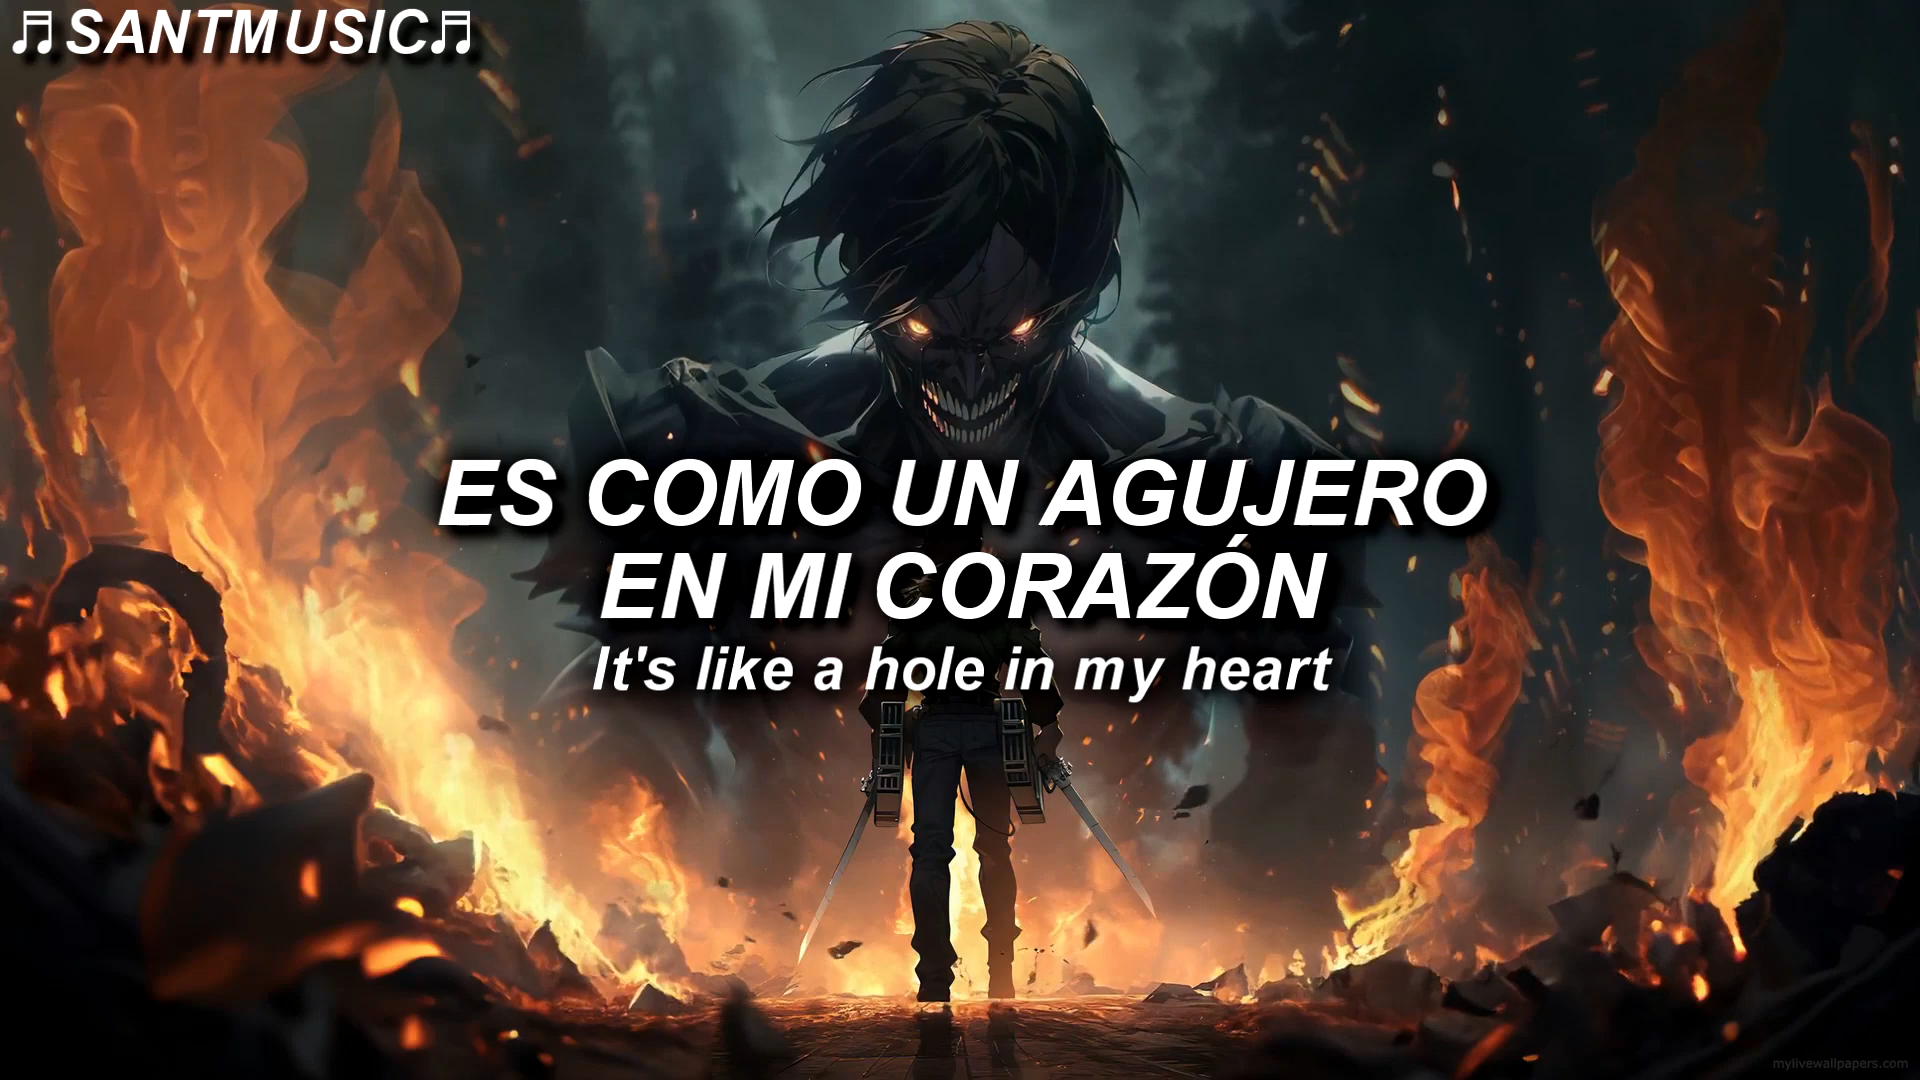 ♬SANTMUSIC♬
ES COMO UN AGUJERO
EN MI CORAZÓN
It's like a hole in my heart
mylivewallpapers.com